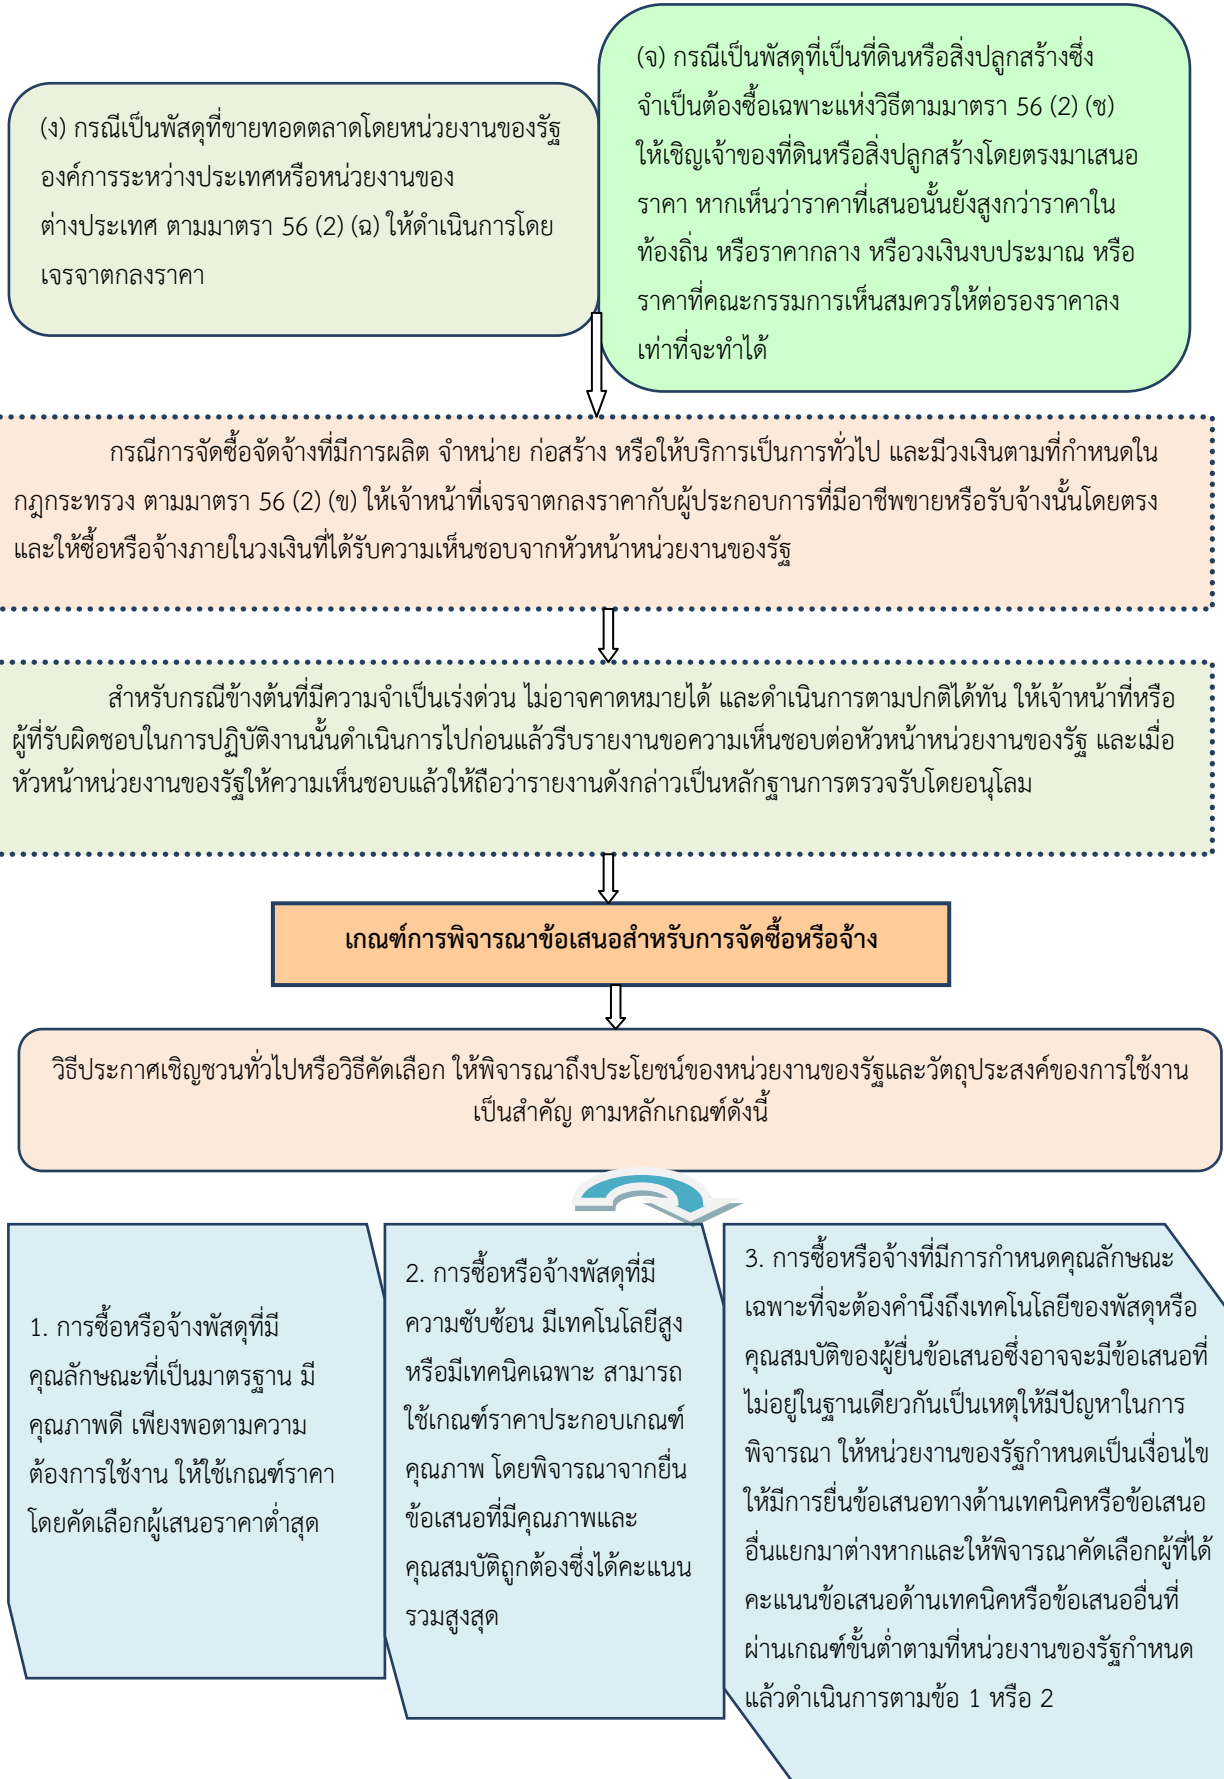 (ง) กรณีเป็นพัสดุที่ขายทอดตลาดโดยหน่วยงานของรัฐ
องค์การระหว่างประเทศหรือหน่วยงานของ
ต่างประเทศ ตามมาตรา 56 (2) (ฉ) ให้ดำเนินการโดย
เจรจาตกลงราคา
(จ) กรณีเป็นพัสดุที่เป็นที่ดินหรือสิ่งปลูกสร้างซึ่ง
จำเป็นต้องซื้อเฉพาะแห่งวิธีตามมาตรา 56 (2) (ช)
ให้เชิญเจ้าของที่ดินหรือสิ่งปลูกสร้างโดยตรงมาเสนอ
ราคา หากเห็นว่าราคาที่เสนอนั้นยังสูงกว่าราคาใน
ท้องถิ่น หรือราคากลาง หรือวงเงินงบประมาณ หรือ
ราคาที่คณะกรรมการเห็นสมควรให้ต่อรองราคาลง
เท่าที่จะทำได้
กรณีการจัดซื้อจัดจ้างที่มีการผลิต จำหน่าย ก่อสร้าง หรือให้บริการเป็นการทั่วไป และมีวงเงินตามที่กำหนดใน
กฎกระทรวง ตามมาตรา 56 (2) (ข) ให้เจ้าหน้าที่เจรจาตกลงราคากับผู้ประกอบการที่มีอาชีพขายหรือรับจ้างนั้นโดยตรง
และให้ซื้อหรือจ้างภายในวงเงินที่ได้รับความเห็นชอบจากหัวหน้าหน่วยงานของรัฐ
สำหรับกรณีข้างต้นที่มีความจำเป็นเร่งด่วน ไม่อาจคาดหมายได้ และดำเนินการตามปกติได้ทัน ให้เจ้าหน้าที่หรือ
ผู้ที่รับผิดชอบในการปฏิบัติงานนั้นดำเนินการไปก่อนแล้วรีบรายงานขอความเห็นชอบต่อหัวหน้าหน่วยงานของรัฐ และเมื่อ
หัวหน้าหน่วยงานของรัฐให้ความเห็นชอบแล้วให้ถือว่ารายงานดังกล่าวเป็นหลักฐานการตรวจรับโดยอนุโลม
เกณฑ์การพิจารณาข้อเสนอสำหรับการจัดซื้อหรือจ้าง
วิธีประกาศเชิญชวนทั่วไปหรือวิธีคัดเลือก ให้พิจารณาถึงประโยชน์ของหน่วยงานของรัฐและวัตถุประสงค์ของการใช้งาน
เป็นสำคัญ ตามหลักเกณฑ์ดังนี้
1. การซื้อหรือจ้างพัสดุที่มี
คุณลักษณะที่เป็นมาตรฐาน มี
คุณภาพดี เพียงพอตามความ
ต้องการใช้งาน ให้ใช้เกณฑ์ราคา
โดยคัดเลือกผู้เสนอราคาต่ำสุด
2. การซื้อหรือจ้างพัสดุที่มี
ความซับซ้อน มีเทคโนโลยีสูง
หรือมีเทคนิคเฉพาะ สามารถ
ใช้เกณฑ์ราคาประกอบเกณฑ์
คุณภาพ โดยพิจารณาจากยื่น
ข้อเสนอที่มีคุณภาพและ
คุณสมบัติถูกต้องซึ่งได้คะแนน
รวมสูงสุด
3. การซื้อหรือจ้างที่มีการกำหนดคุณลักษณะ
เฉพาะที่จะต้องคำนึงถึงเทคโนโลยีของพัสดุหรือ
คุณสมบัติของผู้ยื่นข้อเสนอซึ่งอาจจะมีข้อเสนอที่
ไม่อยู่ในฐานเดียวกันเป็นเหตุให้มีปัญหาในการ
พิจารณา ให้หน่วยงานของรัฐกำหนดเป็นเงื่อนไข
ให้มีการยื่นข้อเสนอทางด้านเทคนิคหรือข้อเสนอ
อื่นแยกมาต่างหากและให้พิจารณาคัดเลือกผู้ที่ได้
คะแนนข้อเสนอด้านเทคนิคหรือข้อเสนออื่นที่
ผ่านเกณฑ์ขั้นต่ำตามที่หน่วยงานของรัฐกำหนด
แล้วดำเนินการตามข้อ 1 หรือ 2